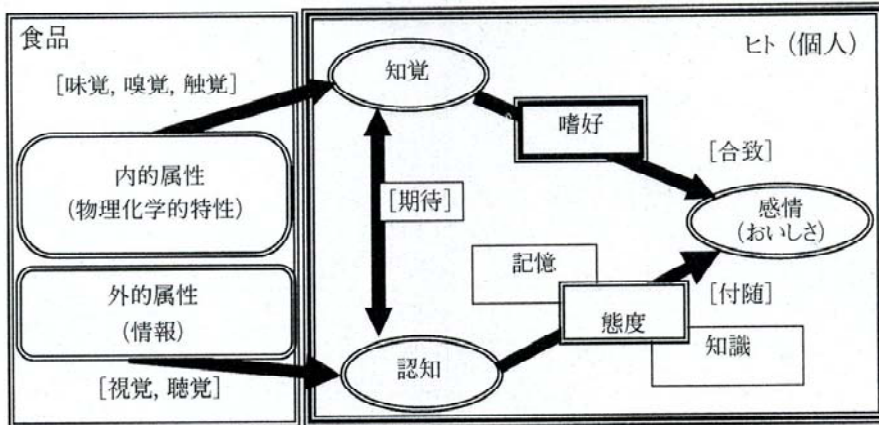 食品
ヒト（個人）
[味覚, 嗅覚, 触覚]
知覚
嗜好
[合致]
内的属性
(物理化学的特性)
[期待]
感情
(おいしさ)
記憶
[付随]
外的属性
(情報)
態度
知識
認知
[視覚, 聴覚]